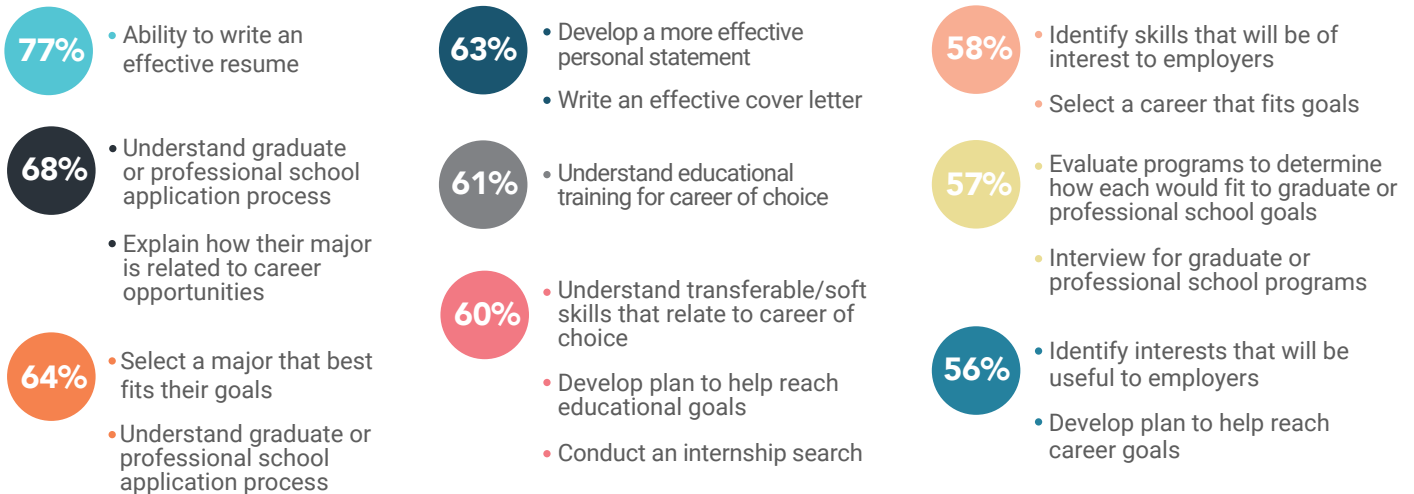 77%
• Ability to write an
effective resume
68%
• Understand graduate
or professional school
application process
• Explain how their major
is related to career
opportunities
64%
• Select a major that best
fits their goals
• Understand graduate or
professional school
application process
63%
• Develop a more effective
personal statement
• Write an effective cover letter
61%
• Understand educational
training for career of choice
60%
• Understand transferable/soft
skills that relate to career of
choice
• Develop plan to help reach
educational goals
• Conduct an internship search
58%
• Identify skills that will be of
interest to employers
• Select a career that fits goals
57%
• Evaluate programs to determine
how each would fit to graduate or
professional school goals
• Interview for graduate or
professional school programs
56%
• Identify interests that will be
useful to employers
• Develop plan to help reach
career goals